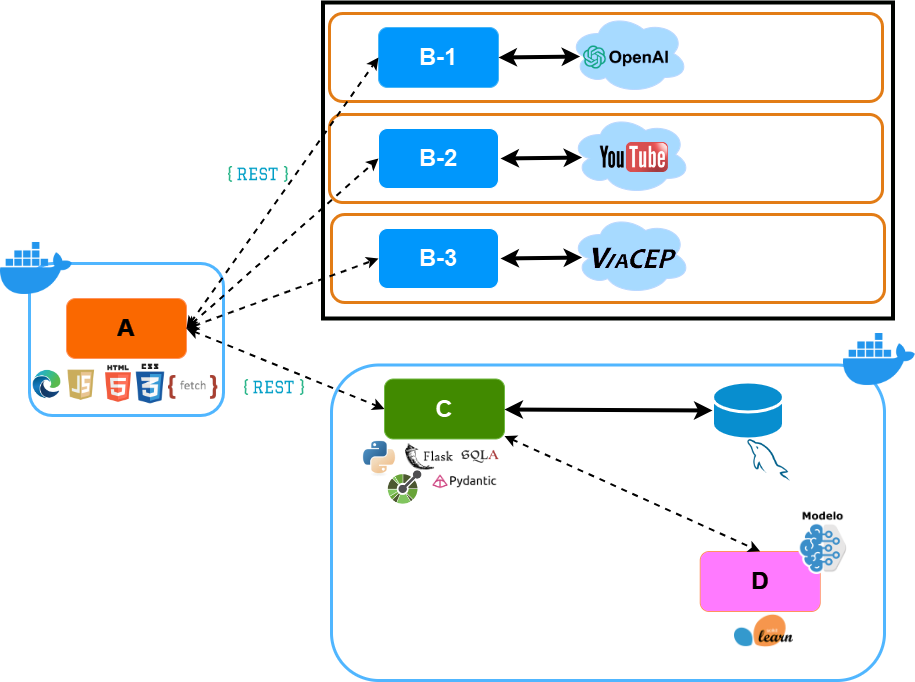 B-1
OpenAI
B-2
YouTube
{ REST }
B-3
VIACEP
A
HTML
CSS
JS
5
3
{ fetch }
{ REST }
C
Flask
SQLA
Pydantic
Modelo
D
scikit
learn